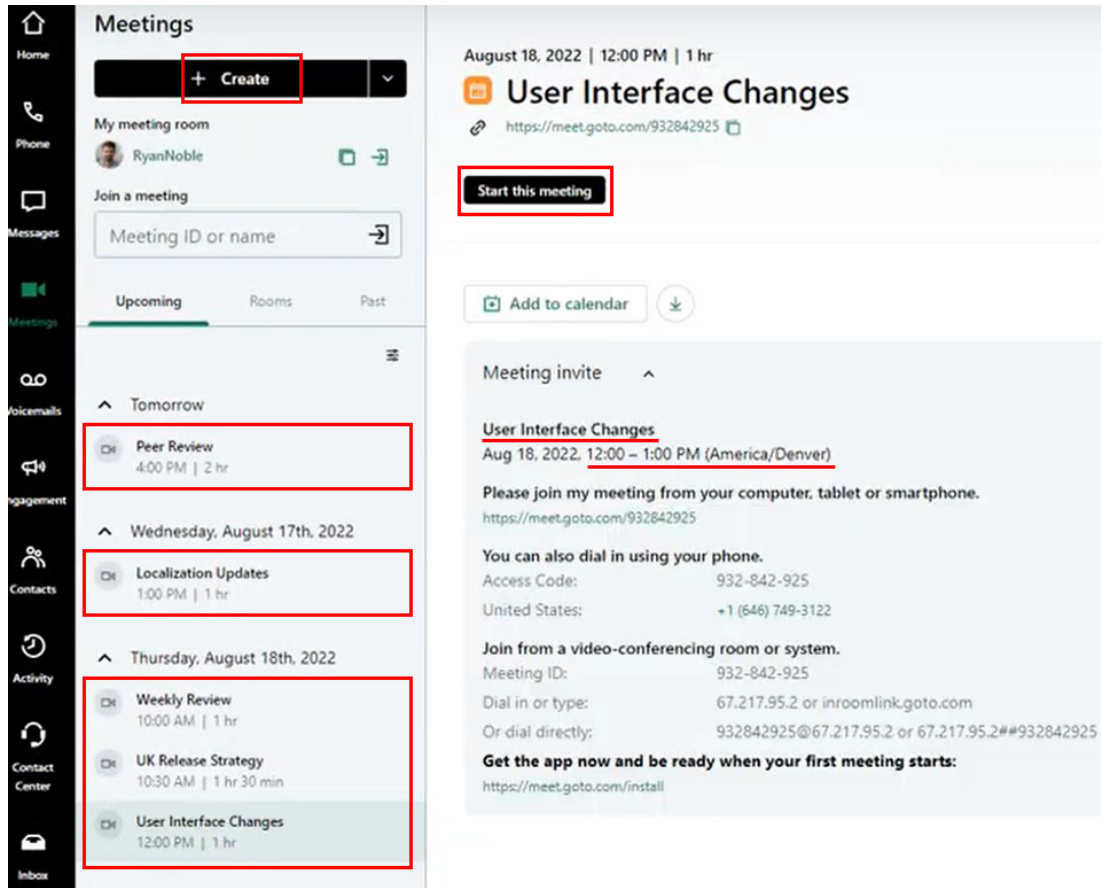 Home
Phone
Messages
Meetings
Voicemails
Engagement
Contacts
Activity
Contact
Center
Inbox
Meetings
+ Create
My meeting room
RyanNoble
Join a meeting
Meeting ID or name
Upcoming Rooms Past
Tomorrow
Peer Review
4:00 PM | 2 hr
Wednesday, August 17th, 2022
Localization Updates
1:00 PM | 1 hr
Thursday, August 18th, 2022
Weekly Review
10:00 AM | 1 hr
UK Release Strategy
10:30 AM | 1 hr 30 min
User Interface Changes
12:00 PM | 1 hr
August 18, 2022 | 12:00 PM | 1 hr
User Interface Changes
https://meet.goto.com/932842925
Start this meeting
Add to calendar
Meeting invite
User Interface Changes
Aug 18, 2022, 12:00 – 1:00 PM (America/Denver)
Please join my meeting from your computer, tablet or smartphone.
https://meet.goto.com/932842925
You can also dial in using your phone.
Access Code: 932-842-925
United States: +1 (646) 749-3122
Join from a video-conferencing room or system.
Meeting ID: 932-842-925
Dial in or type: 67.217.95.2 or inroomlink.goto.com
Or dial directly: 932842925@67.217.95.2 or 67.217.95.2##932842925
Get the app now and be ready when your first meeting starts:
https://meet.goto.com/install